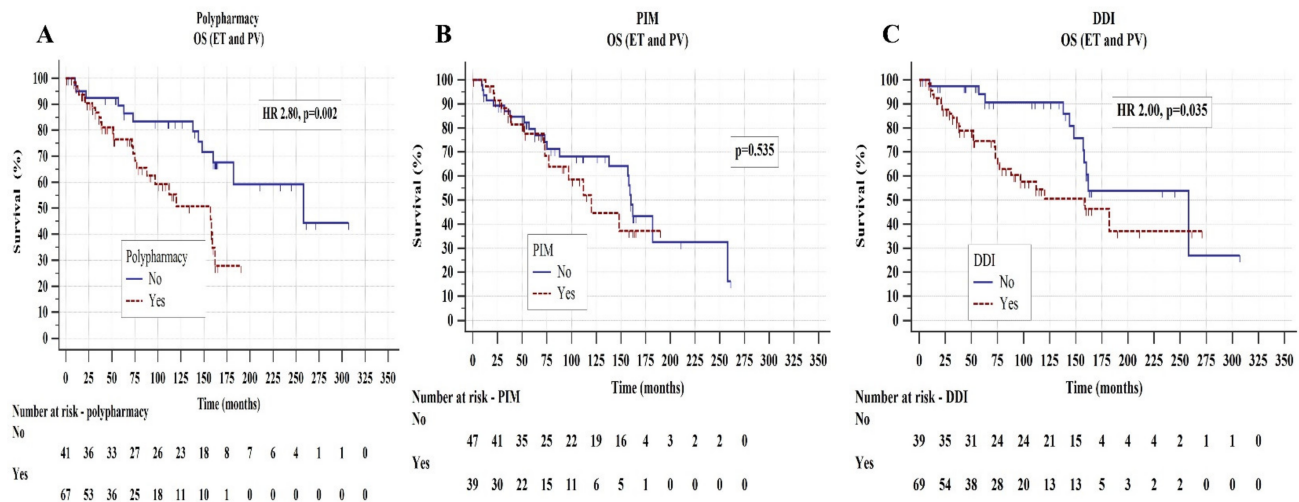 A
Polypharmacy
OS (ET and PV)
Survival (%)
100
90
80
70
60
50
40
30
20
10
0
HR 2.80, p=0.002
Polypharmacy
No
Yes
0 25 50 75 100 125 150 175 200 225 250 275 300 325 350
Time (months)
Number at risk - polypharmacy
No
41 36 33 27 26 23 18 8 7 6 4 1 1 0
Yes
67 53 36 25 18 11 10 1 0 0 0 0 0 0
B
PIM
OS (ET and PV)
Survival (%)
100
90
80
70
60
50
40
30
20
10
0
p=0.535
PIM
No
Yes
0 25 50 75 100 125 150 175 200 225 250 275 300 325 350
Time (months)
Number at risk - PIM
No
47 41 35 25 22 19 16 4 3 2 2 0
Yes
39 30 22 15 11 6 5 1 0 0 0 0
C
DDI
OS (ET and PV)
Survival (%)
100
90
80
70
60
50
40
30
20
10
0
HR 2.00, p=0.035
DDI
No
Yes
0 25 50 75 100 125 150 175 200 225 250 275 300 325 350
Time (months)
Number at risk - DDI
No
39 35 31 24 24 21 15 4 4 4 2 1 1 0
Yes
69 54 38 28 20 13 13 5 3 2 2 0 0 0